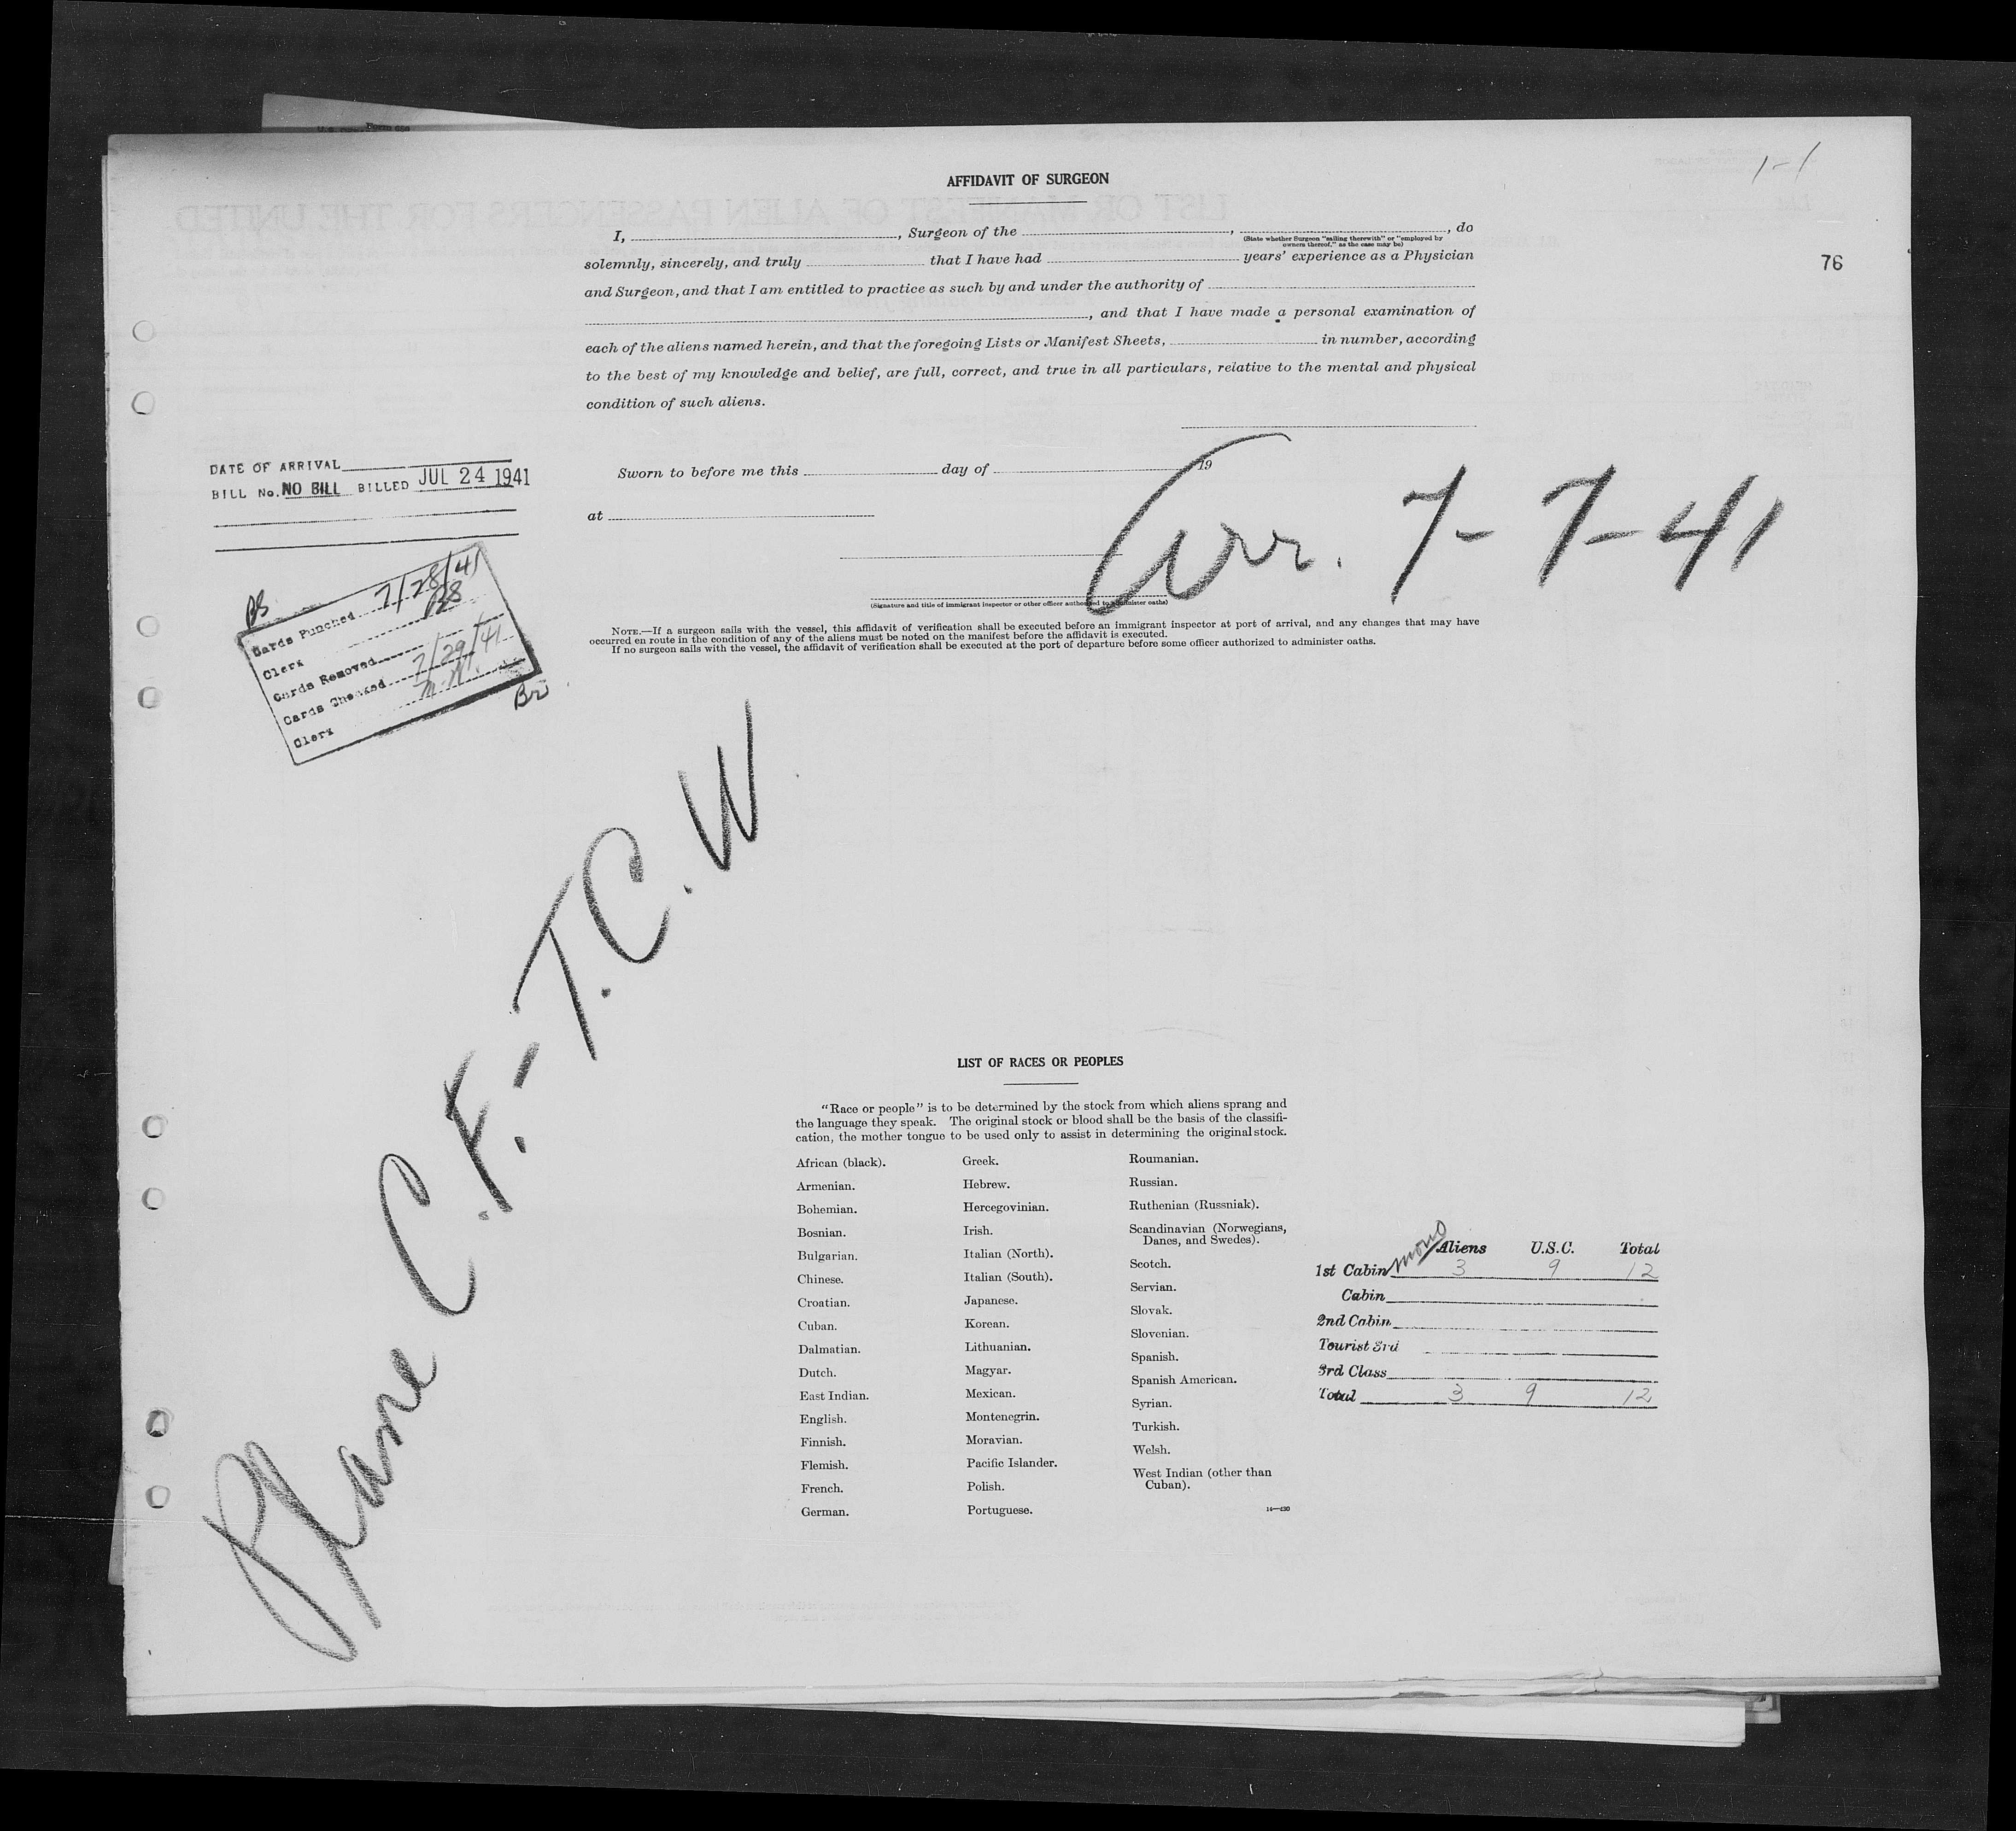 1-1
76
AFFIDAVIT OF SURGEON
I, , Surgeon of the , , do
(State whether Surgeon "sailing therewith" or "employed by
owners thereof," as the case may be)
solemnly, sincerely, and truly that I have had years' experience as a Physician
and Surgeon, and that I am entitled to practice as such by and under the authority of
, and that I have made a personal examination of
each of the aliens named herein, and that the foregoing Lists or Manifest Sheets, in number, according
to the best of my knowledge and belief, are full, correct, and true in all particulars, relative to the mental and physical
condition of such aliens.
Sworn to before me this day of 19
at
(Signature and title of immigrant inspector or other officer authorized to administer oaths)
Arr. 7-7-41
NOTE.—If a surgeon sails with the vessel, this affidavit of verification shall be executed before an immigrant inspector at port of arrival, and any changes that may have
occurred en route in the condition of any of the aliens must be noted on the manifest before the affidavit is executed.
If no surgeon sails with the vessel, the affidavit of verification shall be executed at the port of departure before some officer authorized to administer oaths.
DATE OF ARRIVAL
BILL No. NO BILL BILLED JUL 24 1941
Cards Punched 7/28/41
Clerk
Cards Removed
Cards Checked 7/29/41
Clerk
Plane C.F.-T.C.W
LIST OF RACES OR PEOPLES
"Race or people" is to be determined by the stock from which aliens sprang and
the language they speak. The original stock or blood shall be the basis of the classifi-
cation, the mother tongue to be used only to assist in determining the original stock.
African (black).
Armenian.
Bohemian.
Bosnian.
Bulgarian.
Chinese.
Croatian.
Cuban.
Dalmatian.
Dutch.
East Indian.
English.
Finnish.
Flemish.
French.
German.
Greek.
Hebrew.
Hercegovinian.
Irish.
Italian (North).
Italian (South).
Japanese.
Korean.
Lithuanian.
Magyar.
Mexican.
Montenegrin.
Moravian.
Pacific Islander.
Polish.
Portuguese.
Roumanian.
Russian.
Ruthenian (Russniak).
Scandinavian (Norwegians,
Danes, and Swedes).
Scotch.
Servian.
Slovak.
Slovenian.
Spanish.
Spanish American.
Syrian.
Turkish.
Welsh.
West Indian (other than
Cuban).
Aliens U.S.C. Total
1st Cabin 3 9 12
Cabin
2nd Cabin
Tourist 3rd
3rd Class
Total 3 9 12